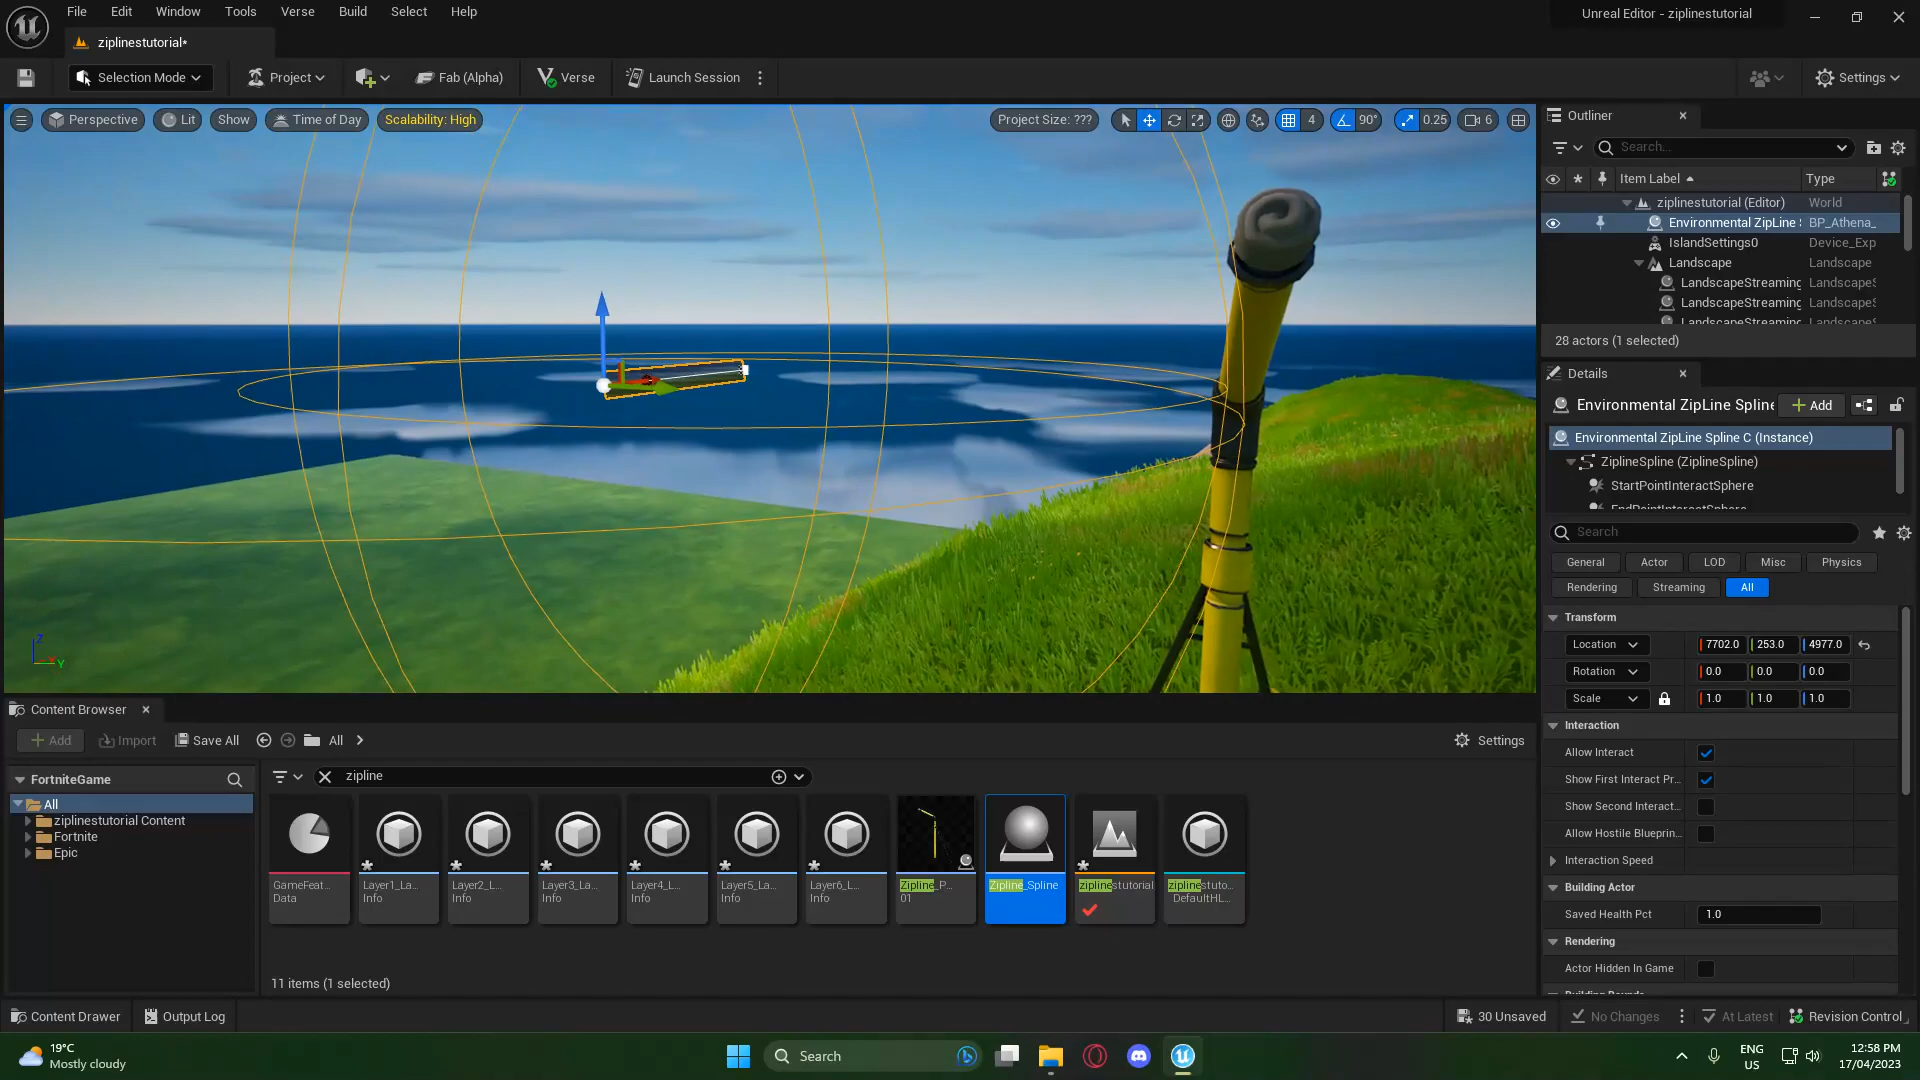 File Edit Window Tools Verse Build Select Help
Unreal Editor - ziplinestutorial
ziplinestutorial*
Selection Mode
Project
Fab (Alpha)
Verse
Launch Session
Settings
Perspective
Lit
Show
Time of Day
Scalability: High
Project Size: ???
4
90°
0.25
6
Z
Y
Outliner
Search...
Item Label
Type
ziplinestutorial (Editor) World
Environmental ZipLine BP_Athena_
IslandSettings0 Device_Exp
Landscape Landscape
LandscapeStreaming Landscape
LandscapeStreaming Landscape
LandscapeStreaming Landscape
28 actors (1 selected)
Details
Environmental ZipLine Spline
Add
Environmental ZipLine Spline C (Instance)
ZiplineSpline (ZiplineSpline)
StartPointInteractSphere
EndPointInteractSphere
Search
General Actor LOD Misc Physics
Rendering Streaming All
Transform
Location 7702.0 253.0 4977.0
Rotation 0.0 0.0 0.0
Scale 1.0 1.0 1.0
Interaction
Allow Interact
Show First Interact Pr...
Show Second Interact...
Allow Hostile Blueprin...
Interaction Speed
Building Actor
Saved Health Pct 1.0
Rendering
Actor Hidden In Game
Content Browser
Add
Import
Save All
All
Settings
FortniteGame
All
ziplinestutorial Content
Fortnite
Epic
zipline
GameFeat...
Data
Layer1_La...
Info
Layer2_L...
Info
Layer3_La...
Info
Layer4_L...
Info
Layer5_La...
Info
Layer6_L...
Info
Zipline_P...
01
Zipline_Spline
ziplinestutorial
ziplinestuto...
_DefaultHL...
11 items (1 selected)
Content Drawer
Output Log
30 Unsaved
No Changes
At Latest
Revision Control
19°C
Mostly cloudy
Search
ENG
US
12:58 PM
17/04/2023